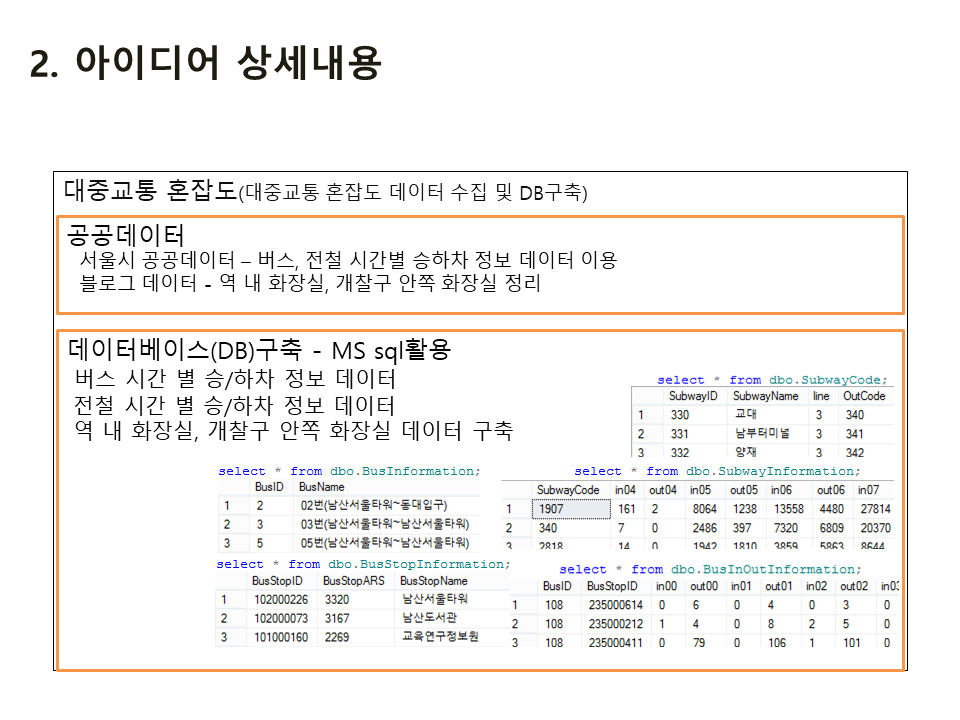 2. 아이디어 상세내용
대중교통 혼잡도(대중교통 혼잡도 데이터 수집 및 DB구축)
공공데이터
서울시 공공데이터 – 버스, 전철 시간별 승하차 정보 데이터 이용
블로그 데이터 - 역 내 화장실, 개찰구 안쪽 화장실 정리
데이터베이스(DB)구축 - MS sql활용
버스 시간 별 승/하차 정보 데이터
전철 시간 별 승/하차 정보 데이터
역 내 화장실, 개찰구 안쪽 화장실 데이터 구축
select * from dbo.SubwayCode;
SubwayID SubwayName line OutCode
1 330 교대 3 340
2 331 남부터미널 3 341
3 332 양재 3 342
select * from dbo.BusInformation;
BusID BusName
1 2 02번(남산서울타워~동대입구)
2 3 03번(남산서울타워~남산서울타워)
3 5 05번(남산서울타워~남산서울타워)
select * from dbo.SubwayInformation;
SubwayCode in04 out04 in05 out05 in06 out06 in07
1 1907 161 2 8064 1238 13558 4480 27814
2 340 7 0 2486 397 7320 6809 20370
3 2818 14 0 1942 1810 3859 5863 8644
select * from dbo.BusStopInformation;
BusStopID BusStopARS BusStopName
1 102000226 3320 남산서울타워
2 102000073 3167 남산도서관
3 101000160 2269 교육연구정보원
select * from dbo.BusInOutInformation;
BusID BusStopID in00 out00 in01 out01 in02 out02 in03
1 108 235000614 0 6 0 4 0 3 0
2 108 235000212 1 4 0 8 2 5 0
3 108 235000411 0 79 0 106 1 101 0